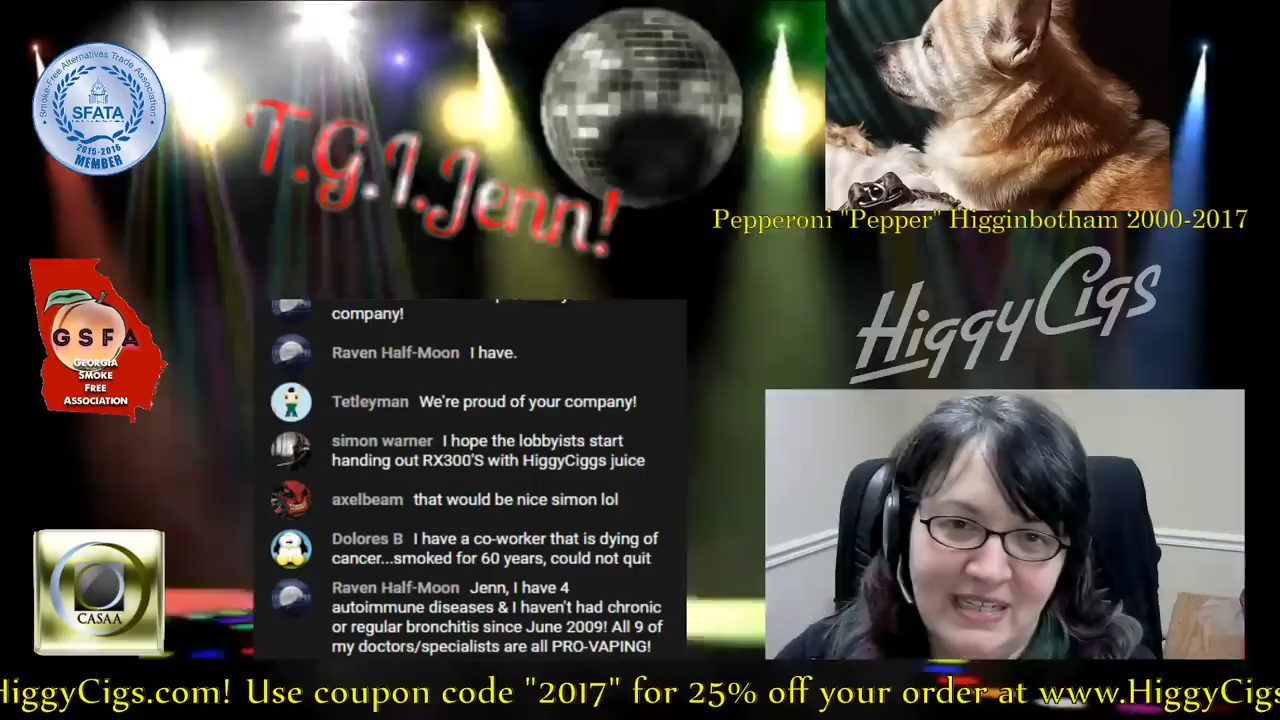 Smoke-Free Alternatives Trade Association
SFATA
2015-2016
MEMBER
T.G.I.Jenn!
Pepperoni "Pepper" Higginbotham 2000-2017
HiggyCigs
GSFA
GEORGIA
SMOKE
FREE
ASSOCIATION
company!
Raven Half-Moon I have.
Tetleyman We're proud of your company!
simon warner I hope the lobbyists start
handing out RX300'S with HiggyCiggs juice
axelbeam that would be nice simon lol
Dolores B I have a co-worker that is dying of
cancer...smoked for 60 years, could not quit
Raven Half-Moon Jenn, I have 4
autoimmune diseases & I haven't had chronic
or regular bronchitis since June 2009! All 9 of
my doctors/specialists are all PRO-VAPING!
CASAA
HiggyCigs.com! Use coupon code "2017" for 25% off your order at www.HiggyCigs